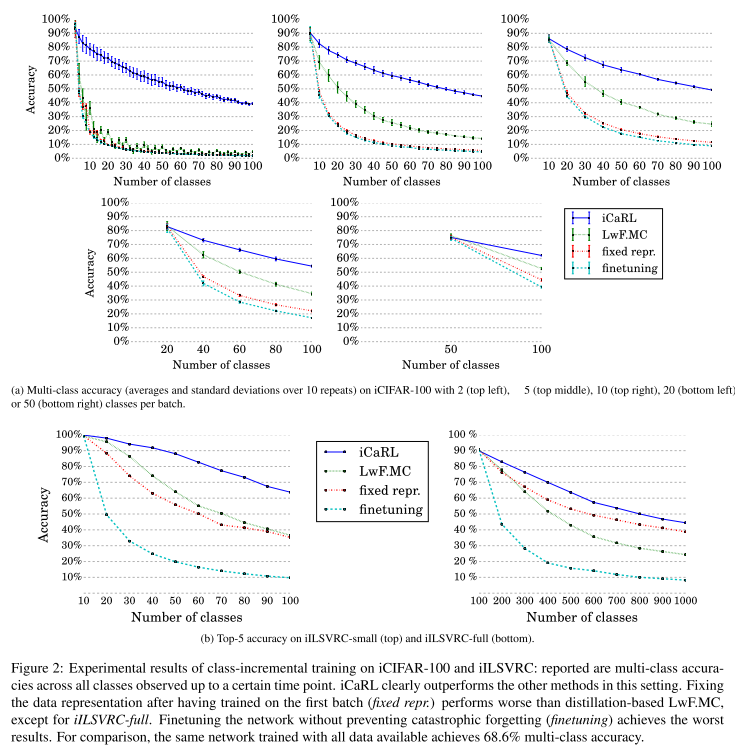 100%
90%
80%
70%
60%
50%
40%
30%
20%
10%
0%
Accuracy
10 20 30 40 50 60 70 80 90 100
Number of classes
100%
90%
80%
70%
60%
50%
40%
30%
20%
10%
0%
10 20 30 40 50 60 70 80 90 100
Number of classes
100%
90%
80%
70%
60%
50%
40%
30%
20%
10%
0%
10 20 30 40 50 60 70 80 90 100
Number of classes
100%
90%
80%
70%
60%
50%
40%
30%
20%
10%
0%
Accuracy
20 40 60 80 100
Number of classes
100%
90%
80%
70%
60%
50%
40%
30%
20%
10%
0%
50 100
Number of classes
iCaRL
LwF.MC
fixed repr.
finetuning
(a) Multi-class accuracy (averages and standard deviations over 10 repeats) on iCIFAR-100 with 2 (top left), 5 (top middle), 10 (top right), 20 (bottom left)
or 50 (bottom right) classes per batch.
100%
90%
80%
70%
60%
50%
40%
30%
20%
10%
Accuracy
10 20 30 40 50 60 70 80 90 100
Number of classes
iCaRL
LwF.MC
fixed repr.
finetuning
100 %
90 %
80 %
70 %
60 %
50 %
40 %
30 %
20 %
10 %
100 200 300 400 500 600 700 800 900 1000
Number of classes
(b) Top-5 accuracy on iILSVRC-small (top) and iILSVRC-full (bottom).
Figure 2: Experimental results of class-incremental training on iCIFAR-100 and iILSVRC: reported are multi-class accura-
cies across all classes observed up to a certain time point. iCaRL clearly outperforms the other methods in this setting. Fixing
the data representation after having trained on the first batch (fixed repr.) performs worse than distillation-based LwF.MC,
except for iILSVRC-full. Finetuning the network without preventing catastrophic forgetting (finetuning) achieves the worst
results. For comparison, the same network trained with all data available achieves 68.6% multi-class accuracy.